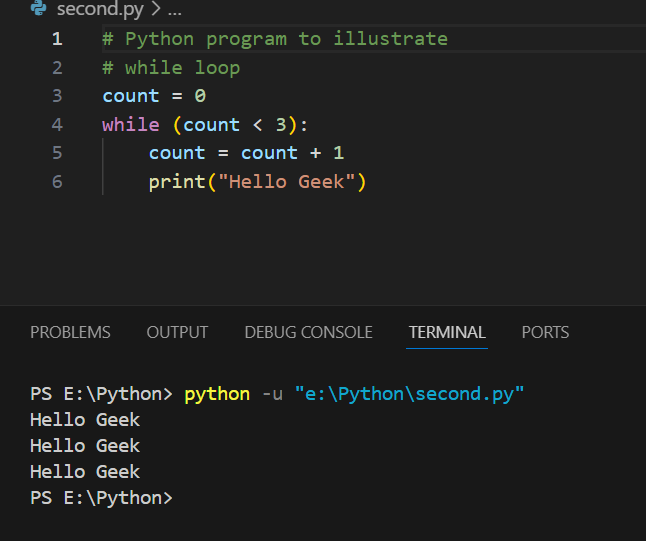 second.py > ...
1 # Python program to illustrate
2 # while loop
3 count = 0
4 while (count < 3):
5     count = count + 1
6     print("Hello Geek")
PROBLEMS OUTPUT DEBUG CONSOLE TERMINAL PORTS
PS E:\Python> python -u "e:\Python\second.py"
Hello Geek
Hello Geek
Hello Geek
PS E:\Python>